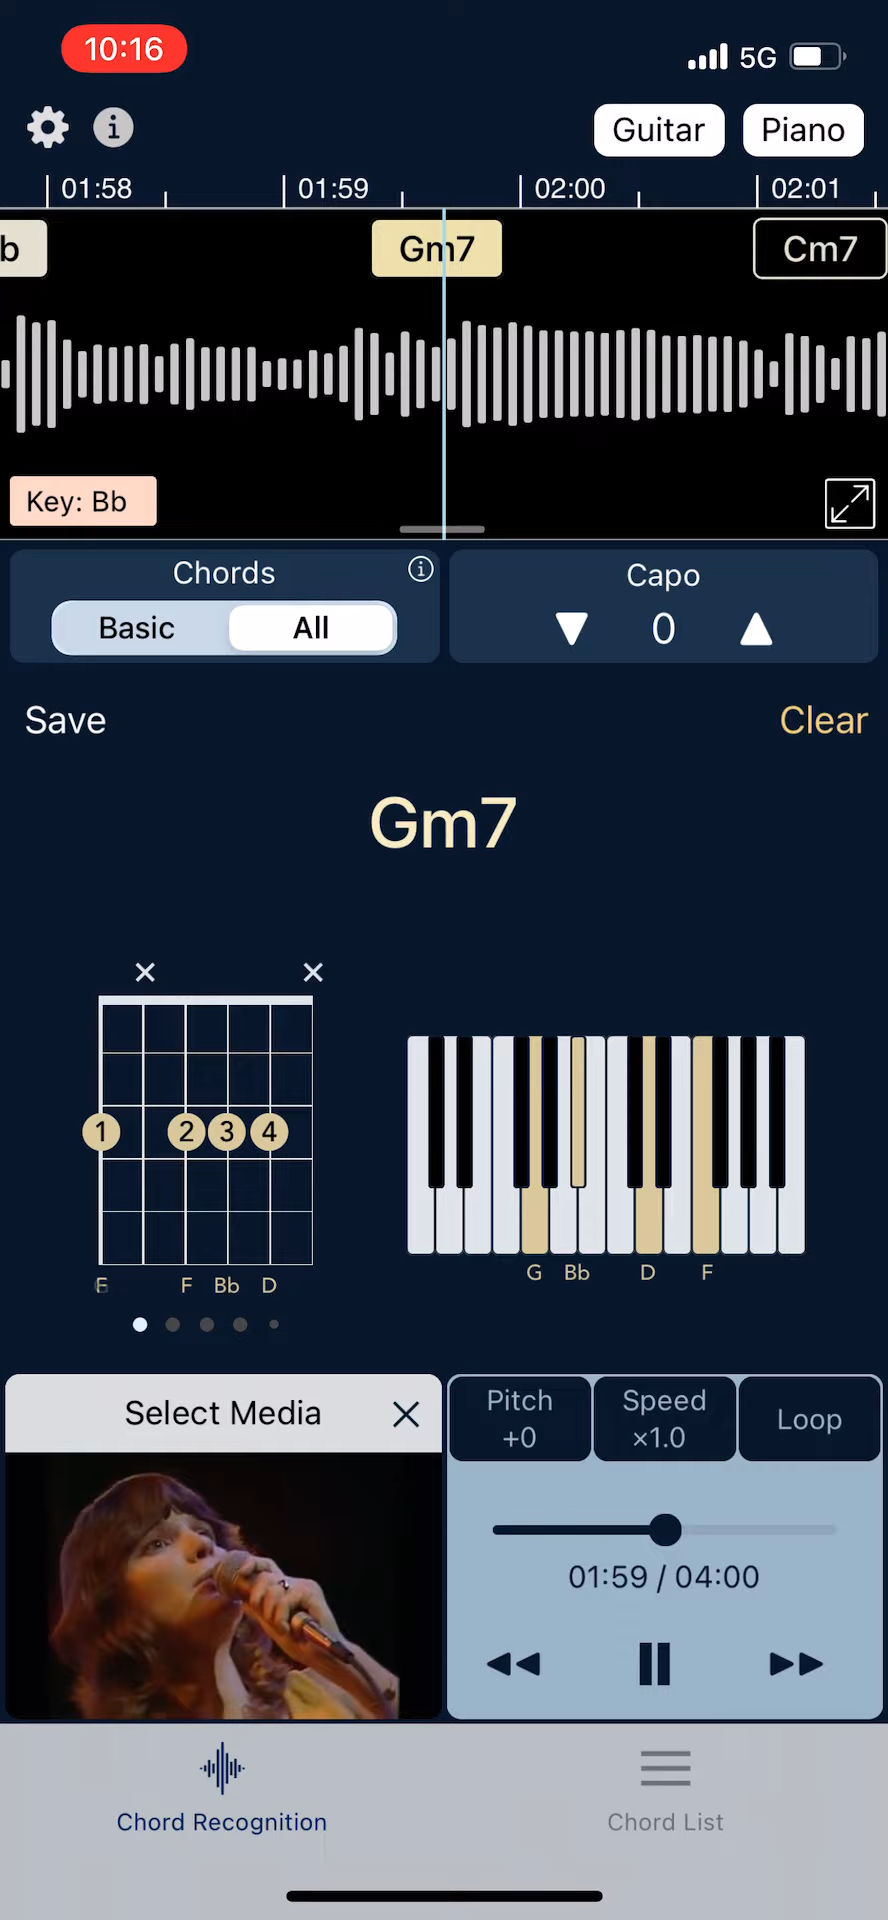 10:16 5G
Guitar Piano
01:58 01:59 02:00 02:01
b Gm7 Cm7
Key: Bb
Chords
Capo
Basic All
0
Save Clear
Gm7
× ×
1 2 3 4
F Bb D
G Bb D F
Select Media ×
Pitch
+0
Speed
×1.0
Loop
01:59 / 04:00
Chord Recognition Chord List